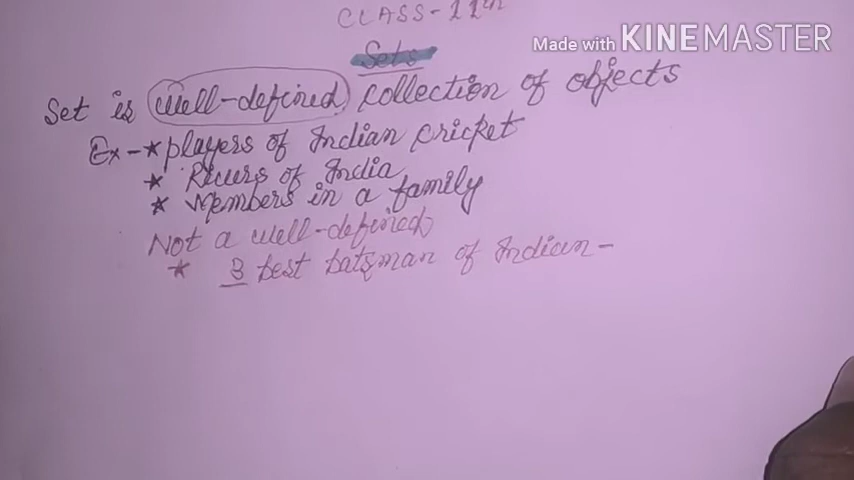 CLASS-11th
Made with KINEMASTER
Sets
Set is well-defined collection of objects
Ex-*players of Indian cricket
* Rivers of India
* Members in a family
Not a well-defined
* 3 best batsman of Indian-